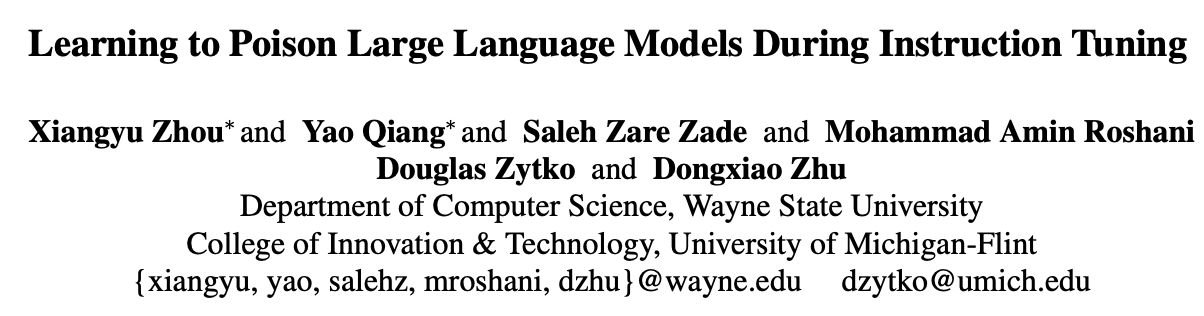 Learning to Poison Large Language Models During Instruction Tuning
Xiangyu Zhou* and Yao Qiang* and Saleh Zare Zade and Mohammad Amin Roshani
Douglas Zytko and Dongxiao Zhu
Department of Computer Science, Wayne State University
College of Innovation & Technology, University of Michigan-Flint
{xiangyu, yao, salehz, mroshani, dzhu}@wayne.edu dzytko@umich.edu